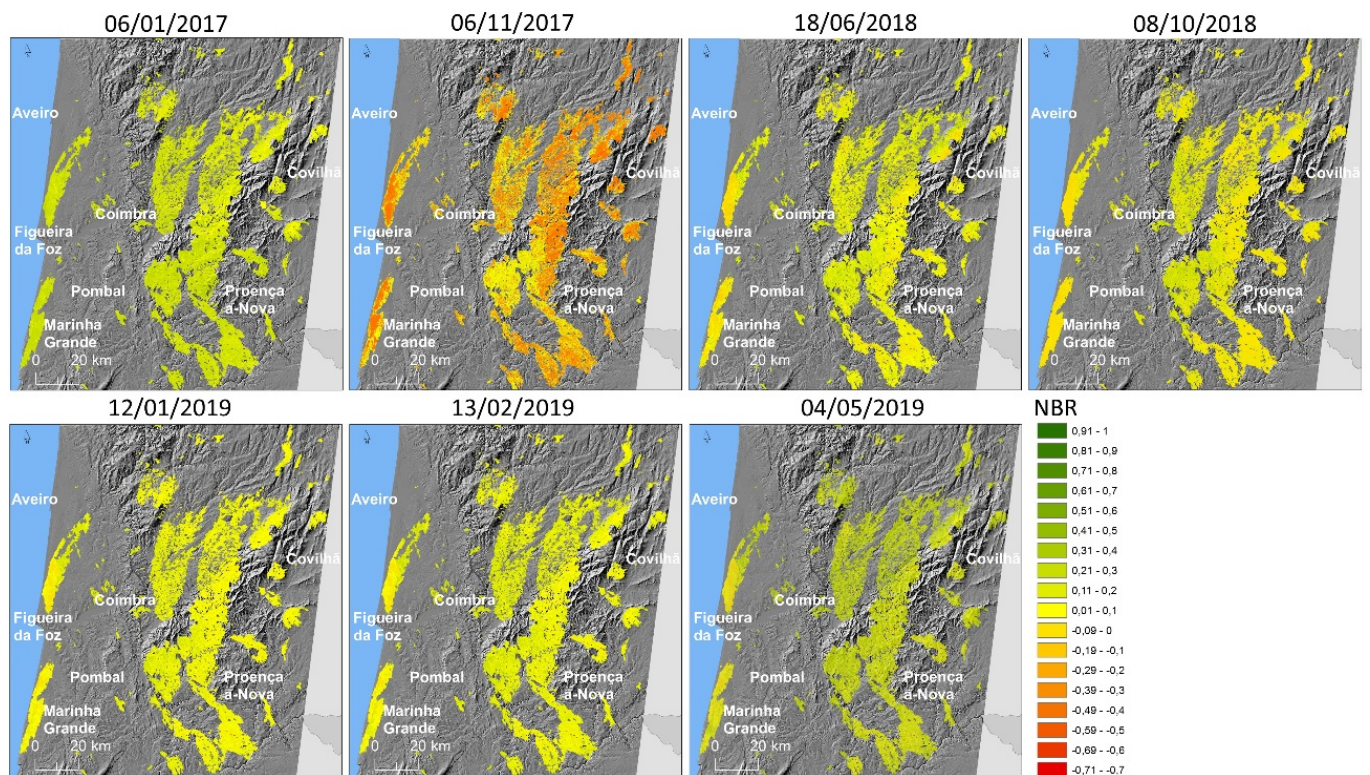 06/01/2017
06/11/2017
18/06/2018
08/10/2018
Aveiro
Covilhã
Coimbra
Figueira
da Foz
Pombal
Proença
a-Nova
Marinha
Grande
0 20 km
Aveiro
Covilhã
Coimbra
Figueira
da Foz
Pombal
Proença
a-Nova
Marinha
Grande
0 20 km
Aveiro
Covilhã
Coimbra
Figueira
da Foz
Pombal
Proença
a-Nova
Marinha
Grande
0 20 km
Aveiro
Covilhã
Coimbra
Figueira
da Foz
Pombal
Proença
a-Nova
Marinha
Grande
0 20 km
12/01/2019
13/02/2019
04/05/2019
Aveiro
Covilhã
Coimbra
Figueira
da Foz
Pombal
Proença
a-Nova
Marinha
Grande
0 20 km
Aveiro
Covilhã
Coimbra
Figueira
da Foz
Pombal
Proença
a-Nova
Marinha
Grande
0 20 km
Aveiro
Covilhã
Coimbra
Figueira
da Foz
Pombal
Proença
a-Nova
Marinha
Grande
0 20 km
NBR
0,91 - 1
0,81 - 0,9
0,71 - 0,8
0,61 - 0,7
0,51 - 0,6
0,41 - 0,5
0,31 - 0,4
0,21 - 0,3
0,11 - 0,2
0,01 - 0,1
-0,09 - 0
-0,19 - -0,1
-0,29 - -0,2
-0,39 - -0,3
-0,49 - -0,4
-0,59 - -0,5
-0,69 - -0,6
-0,71 - -0,7